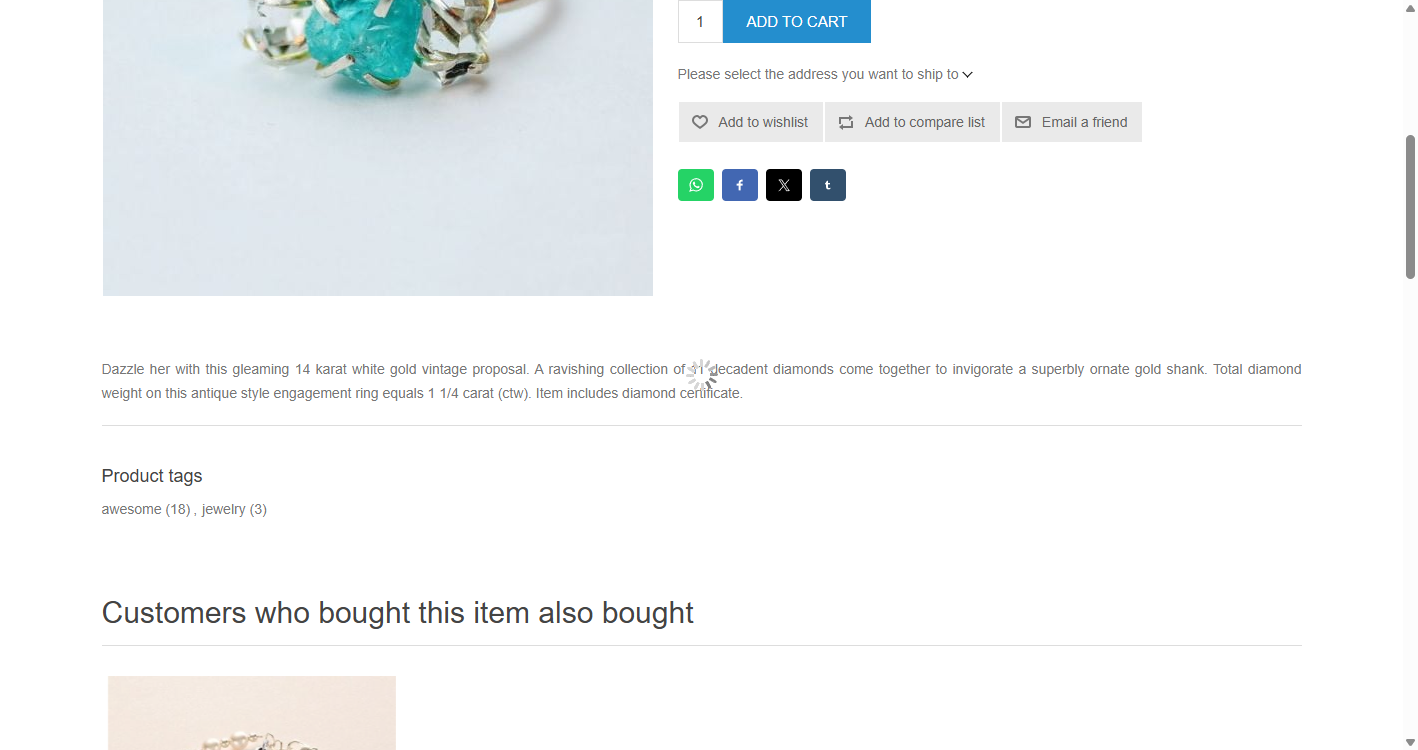 1
ADD TO CART
Please select the address you want to ship to
Add to wishlist
Add to compare list
Email a friend
Dazzle her with this gleaming 14 karat white gold vintage proposal. A ravishing collection of decadent diamonds come together to invigorate a superbly ornate gold shank. Total diamond
weight on this antique style engagement ring equals 1 1/4 carat (ctw). Item includes diamond certificate.
Product tags
awesome (18) , jewelry (3)
Customers who bought this item also bought